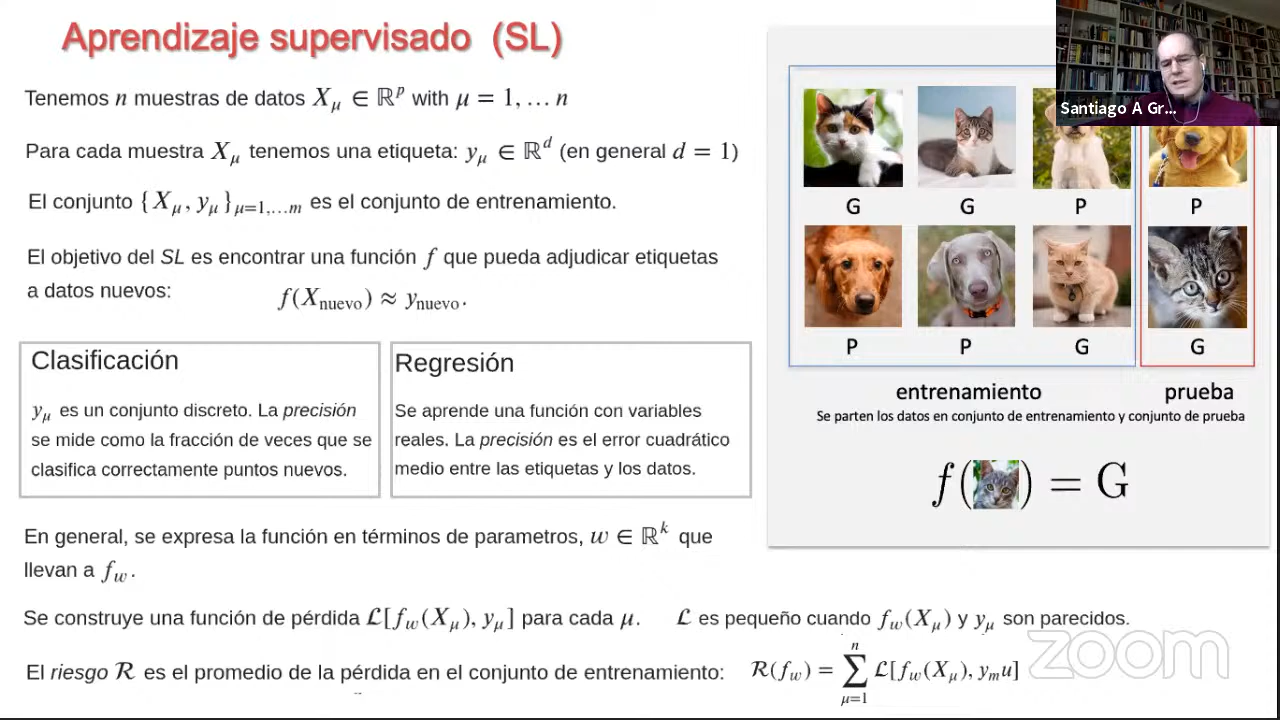 Aprendizaje supervisado (SL)
Tenemos n muestras de datos X_μ ∈ ℝ^p with μ = 1, … n
Para cada muestra X_μ tenemos una etiqueta: y_μ ∈ ℝ^d (en general d = 1)
El conjunto {X_μ, y_μ}_μ=1,…m es el conjunto de entrenamiento.
El objetivo del SL es encontrar una función f que pueda adjudicar etiquetas
a datos nuevos: f(X_nuevo) ≈ y_nuevo.
Clasificación
y_μ es un conjunto discreto. La precisión
se mide como la fracción de veces que se
clasifica correctamente puntos nuevos.
Regresión
Se aprende una función con variables
reales. La precisión es el error cuadrático
medio entre las etiquetas y los datos.
En general, se expresa la función en términos de parametros, w ∈ ℝ^k que
llevan a f_w.
Se construye una función de pérdida ℒ[f_w(X_μ), y_μ] para cada μ. ℒ es pequeño cuando f_w(X_μ) y y_μ son parecidos.
El riesgo ℛ es el promedio de la pérdida en el conjunto de entrenamiento: ℛ(f_w) = ∑_μ=1^n ℒ[f_w(X_μ), y_mu]
Santiago A Gr...
G G P P
P P G G
entrenamiento prueba
Se parten los datos en conjunto de entrenamiento y conjunto de prueba
f( ) = G
zoom